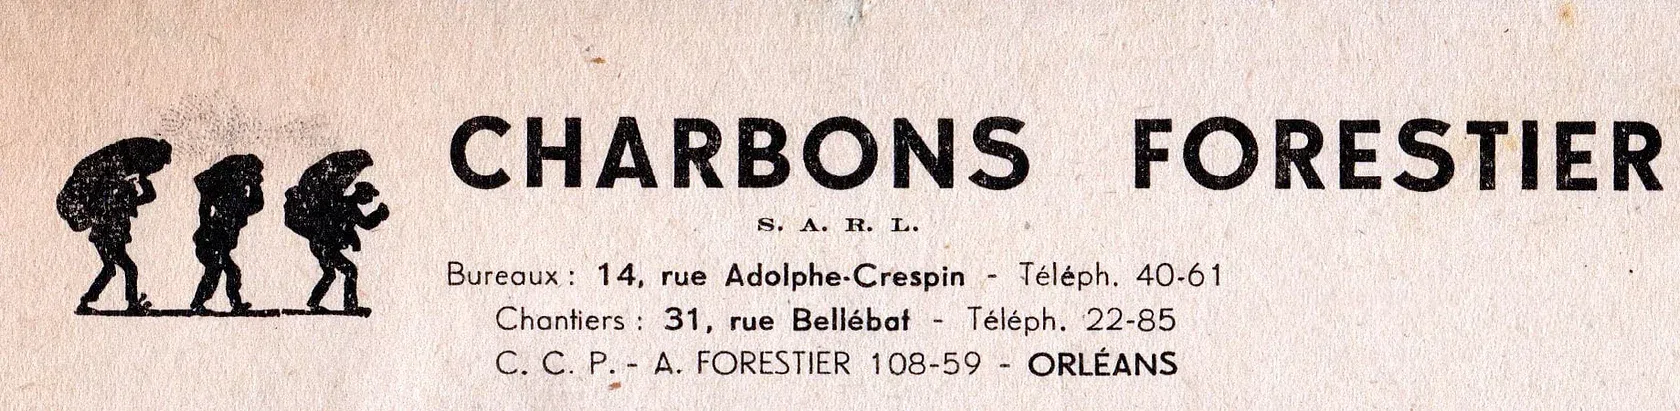 CHARBONS FORESTIER
S. A. R. L.
Bureaux : 14, rue Adolphe-Crespin - Téléph. 40-61
Chantiers : 31, rue Bellébat - Téléph. 22-85
C. C. P. - A. FORESTIER 108-59 - ORLÉANS